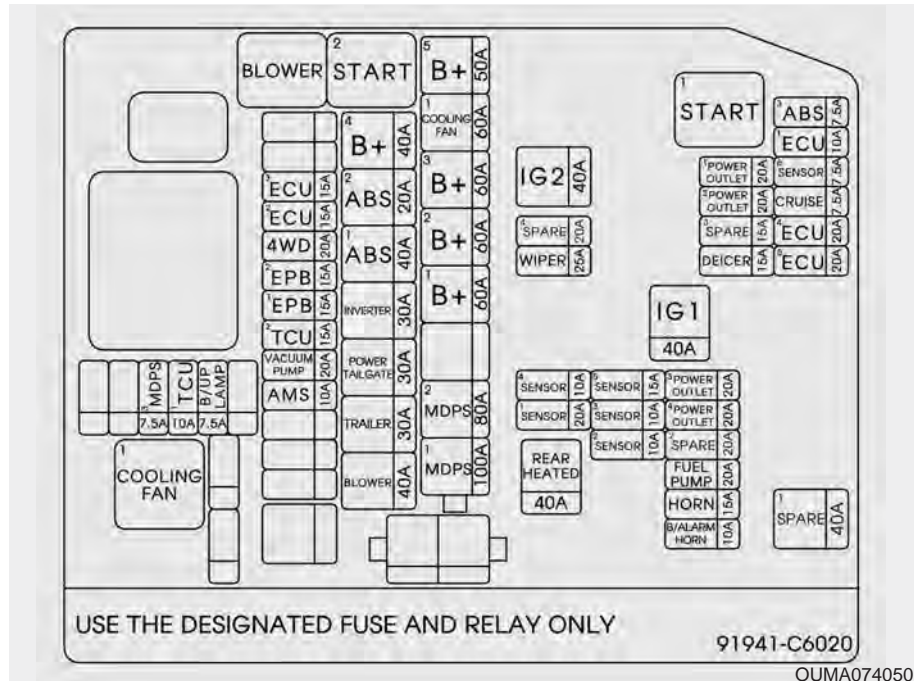 BLOWER
2 START
5 B+ 50A
1 COOLING FAN 60A
4 B+ 40A
3 B+ 60A
3 ECU 15A
2 ABS 20A
2 ECU 15A
2 B+ 60A
4WD 20A
1 ABS 40A
2 EPB 15A
1 EPB 15A
1 B+ 60A
INVERTER 30A
2 TCU 15A
VACUUM PUMP 20A
POWER TAILGATE 30A
AMS 10A
2 MDPS 80A
TRAILER 30A
1 MDPS 100A
BLOWER 40A
3 MDPS 7.5A
1 TCU 10A
B/UP LAMP 7.5A
1 COOLING FAN
IG2 40A
4 SPARE 20A
WIPER 25A
1 START
3 ABS 7.5A
1 ECU 10A
1 POWER OUTLET 20A
6 SENSOR 7.5A
2 POWER OUTLET 20A
CRUISE 7.5A
3 SPARE 15A
4 ECU 20A
DEICER 15A
5 ECU 20A
IG1
40A
4 SENSOR 10A
5 SENSOR 15A
3 POWER OUTLET 20A
1 SENSOR 20A
3 SENSOR 10A
4 POWER OUTLET 20A
2 SENSOR 10A
2 SPARE 20A
REAR HEATED
40A
FUEL PUMP 20A
HORN 15A
B/ALARM HORN 10A
1 SPARE 40A
USE THE DESIGNATED FUSE AND RELAY ONLY
91941-C6020
OUMA074050